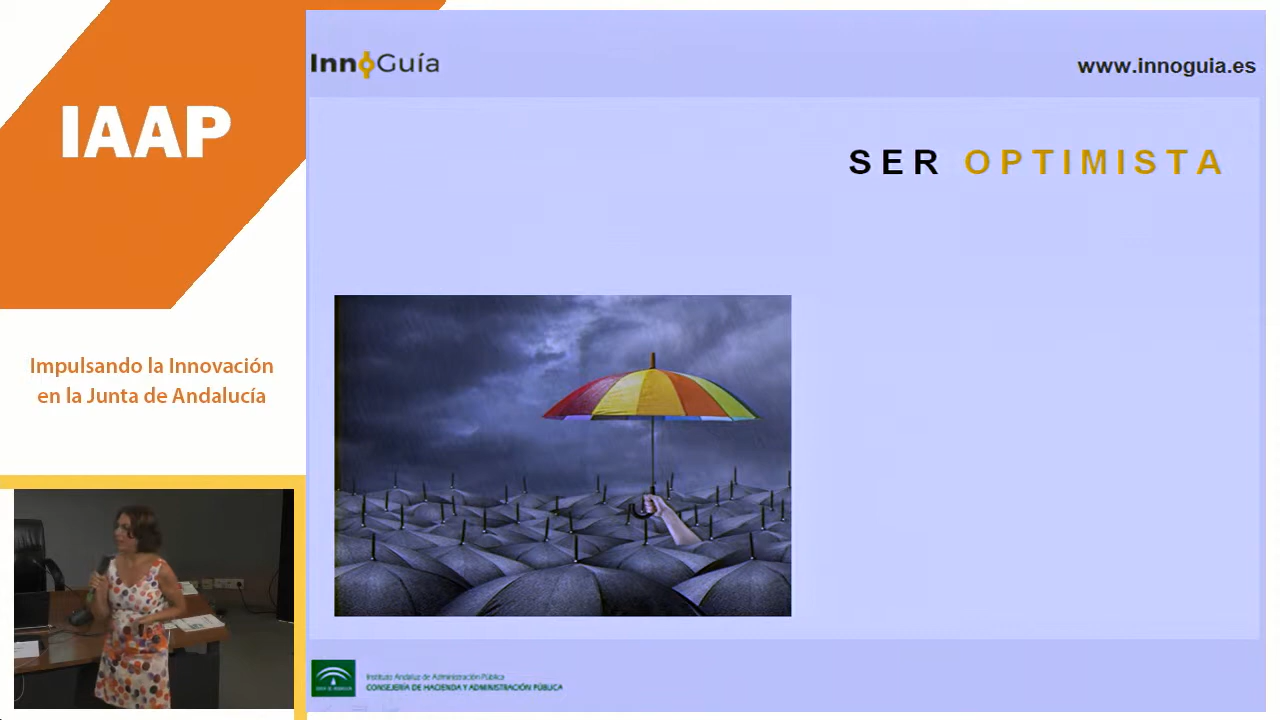 IAAP
Impulsando la Innovación
en la Junta de Andalucía
InnGuía
www.innoguia.es
SER OPTIMISTA
Instituto Andaluz de Administración Pública
CONSEJERÍA DE HACIENDA Y ADMINISTRACIÓN PÚBLICA